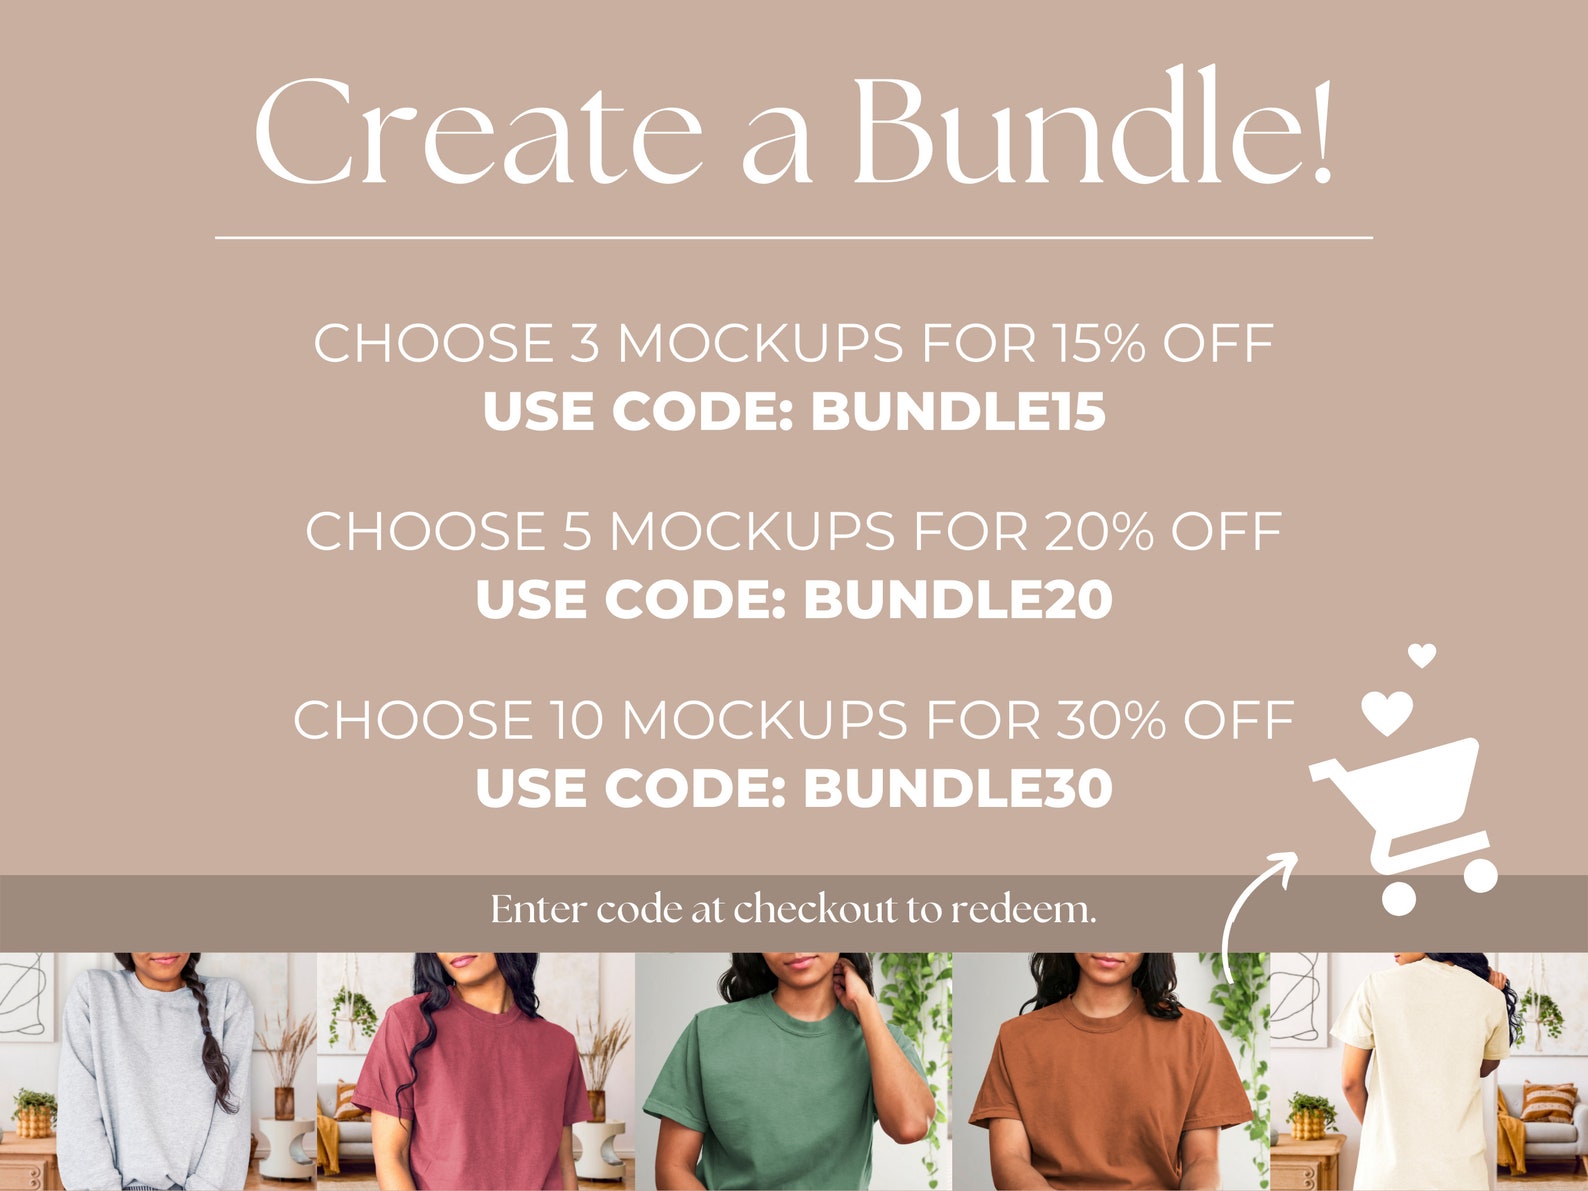 Create a Bundle!
CHOOSE 3 MOCKUPS FOR 15% OFF
USE CODE: BUNDLE15
CHOOSE 5 MOCKUPS FOR 20% OFF
USE CODE: BUNDLE20
CHOOSE 10 MOCKUPS FOR 30% OFF
USE CODE: BUNDLE30
Enter code at checkout to redeem.